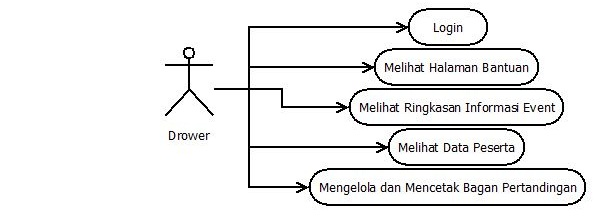 Login
Melihat Halaman Bantuan
Melihat Ringkasan Informasi Event
Drower
Melihat Data Peserta
Mengelola dan Mencetak Bagan Pertandingan